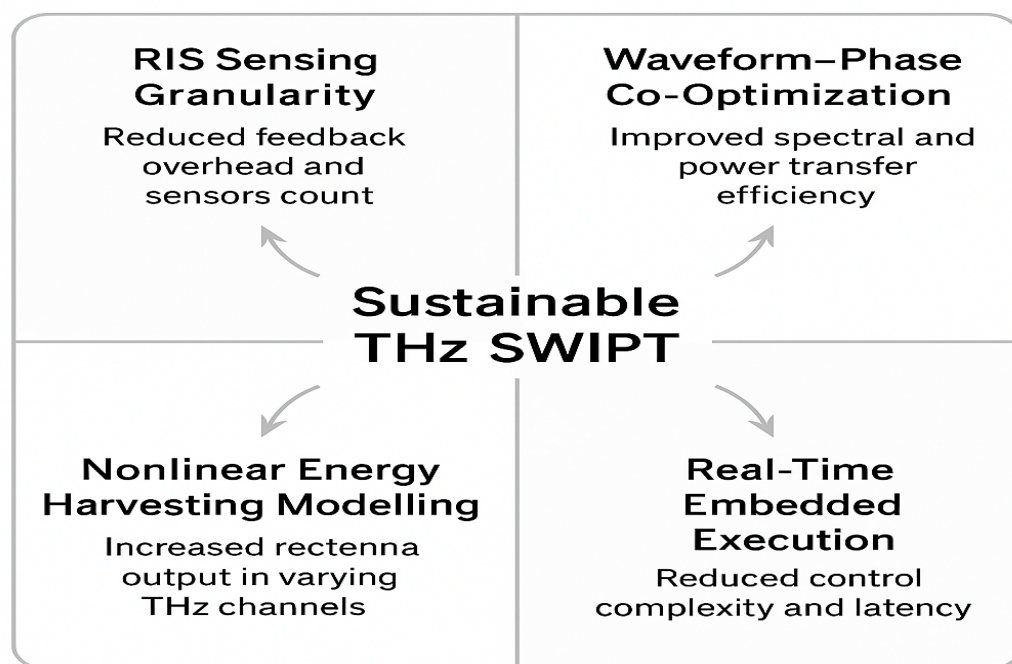 RIS Sensing
Granularity
Reduced feedback
overhead and
sensors count
Waveform–Phase
Co-Optimization
Improved spectral and
power transfer
efficiency
Sustainable
THz SWIPT
Nonlinear Energy
Harvesting Modelling
Increased rectenna
output in varying
THz channels
Real-Time
Embedded
Execution
Reduced control
complexity and latency